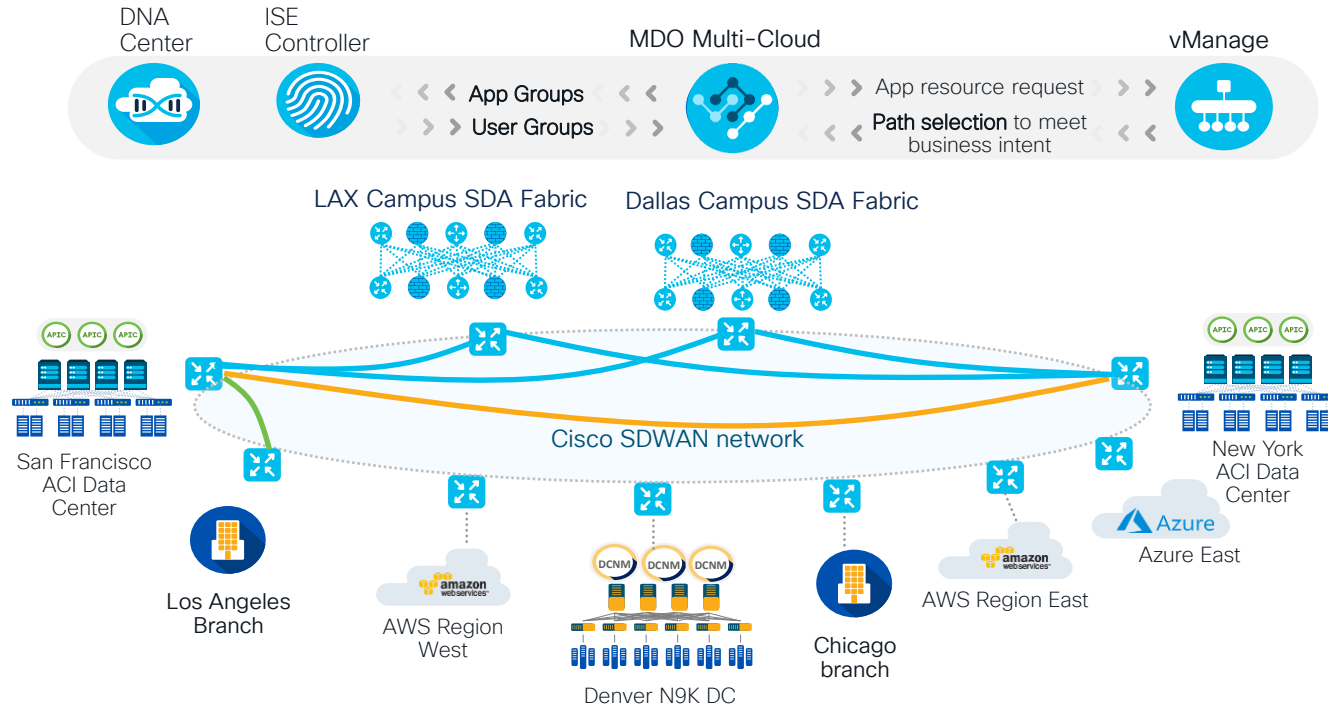 DNA
Center
ISE
Controller
MDO Multi-Cloud
vManage
App Groups
User Groups
App resource request
Path selection to meet
business intent
LAX Campus SDA Fabric
Dallas Campus SDA Fabric
APIC
APIC
APIC
APIC
APIC
APIC
Cisco SDWAN network
San Francisco
ACI Data
Center
New York
ACI Data
Center
Los Angeles
Branch
amazon
webservices™
AWS Region
West
DCNM
DCNM
DCNM
Denver N9K DC
Chicago
branch
amazon
webservices™
AWS Region East
Azure
Azure East